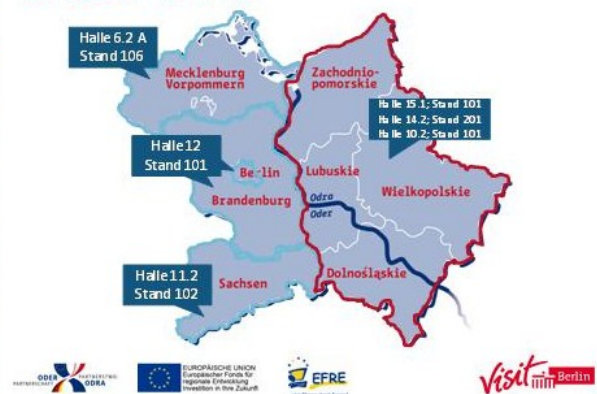 Halle 6.2 A
Stand 106
Mecklenburg
Vorpommern
Zachodnio-
pomorskie
Halle 15.1; Stand 101
Halle 14.2; Stand 201
Halle 10.2; Stand 101
Halle 12
Stand 101
Berlin
Brandenburg
Lubuskie
Wielkopolskie
Odra
Oder
Halle 11.2
Stand 102
Sachsen
Dolnośląskie
ODER PARTNERSTWO
PARTNERSCHAFT ODRA
EUROPÄISCHE UNION
Europäischer Fonds für
regionale Entwicklung
Investition in Ihre Zukunft
EFRE
Visit Berlin